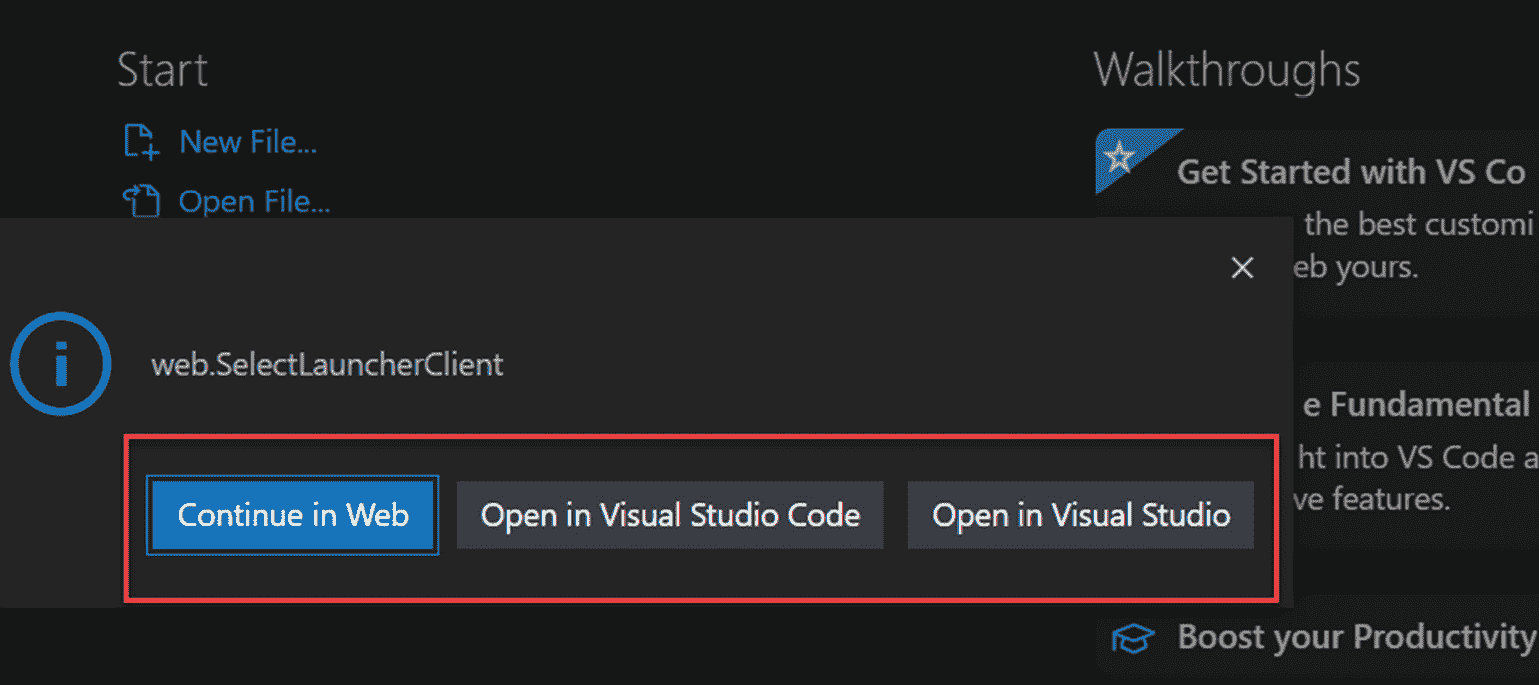 Start
New File...
Open File...
Walkthroughs
Get Started with VS Co
the best customi
eb yours.
web.SelectLauncherClient
Continue in Web
Open in Visual Studio Code
Open in Visual Studio
e Fundamental
ht into VS Code a
ve features.
Boost your Productivity